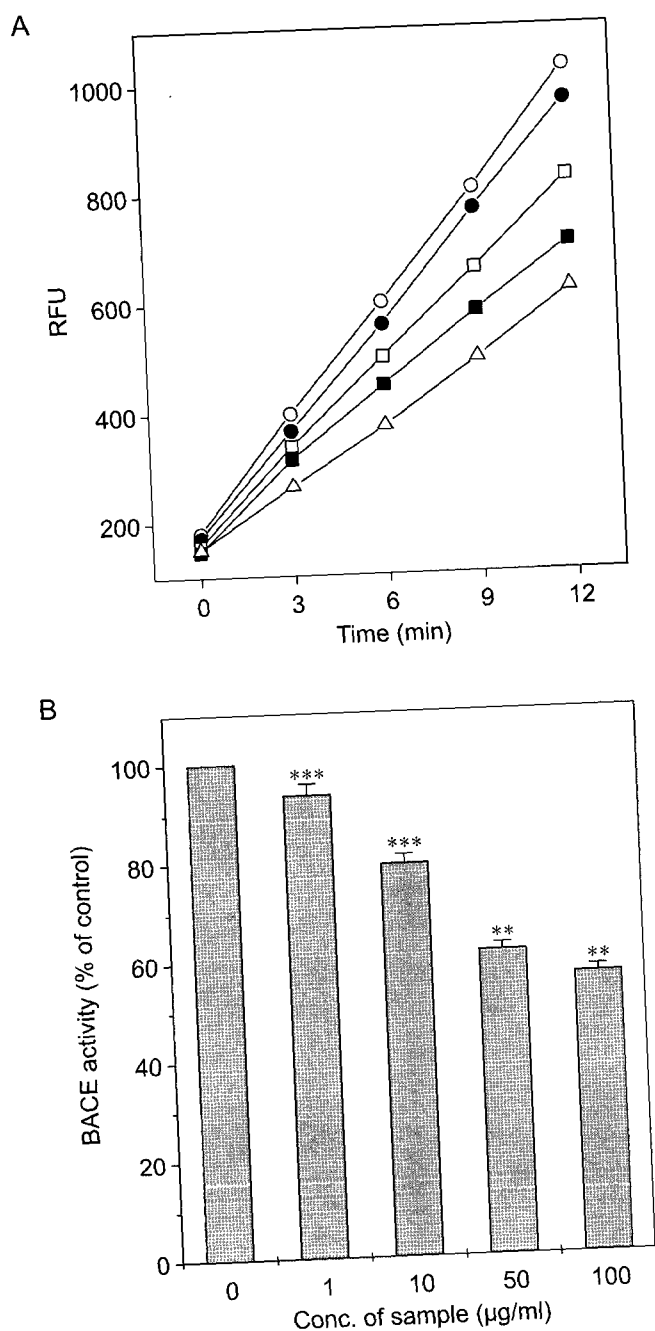 A
1000
800
600
400
200
RFU
0 3 6 9 12
Time (min)
B
100
80
60
40
20
0
BACE activity (% of control)
***
***
**
**
0 1 10 50 100
Conc. of sample (µg/ml)